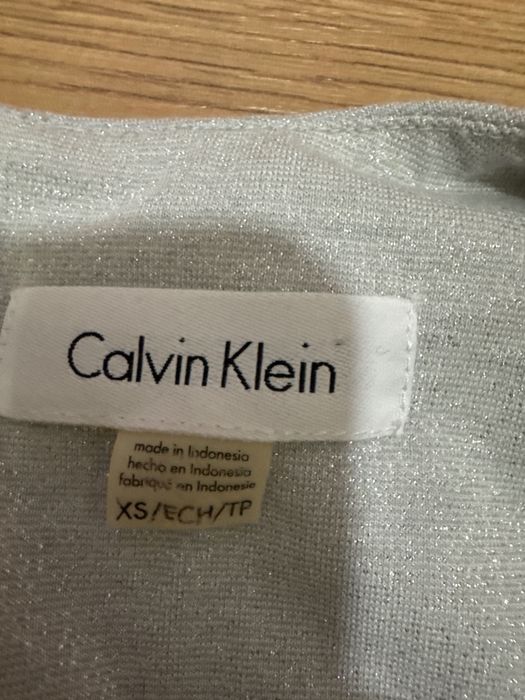 Calvin Klein
made in Indonesia
hecho en Indonesia
fabriqué en Indonesie
XS/ECH/TP